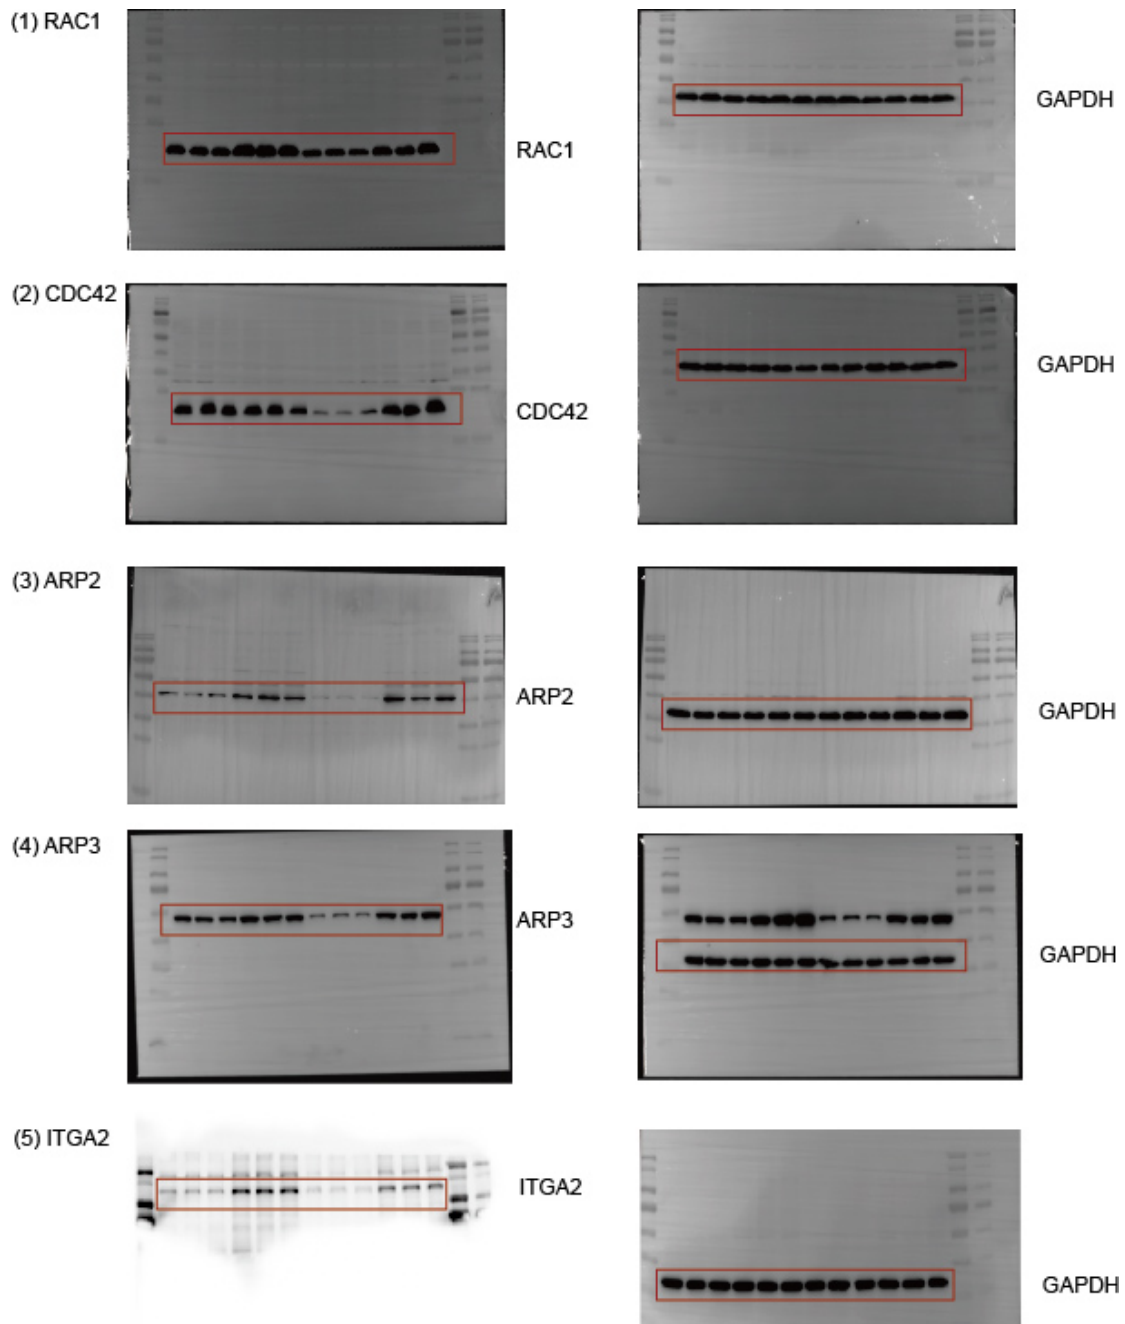 (1) RAC1
RAC1
GAPDH
(2) CDC42
CDC42
GAPDH
(3) ARP2
ARP2
GAPDH
(4) ARP3
ARP3
GAPDH
(5) ITGA2
ITGA2
GAPDH